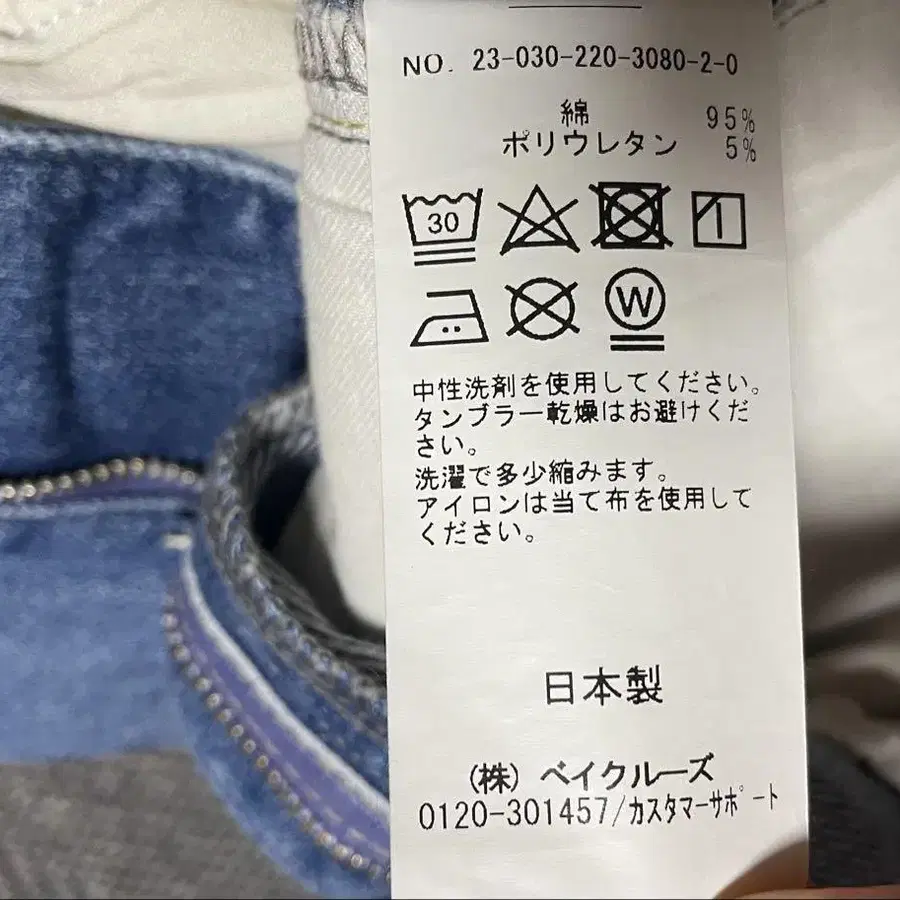 NO. 23-030-220-3080-2-0
綿 95%
ポリウレタン 5%
30
W
中性洗剤を使用してください。
タンブラー乾燥はお避けくだ
さい。
洗濯で多少縮みます。
アイロンは当て布を使用して
ください。
日本製
(株) ベイクルーズ
0120-301457/カスタマーサポート